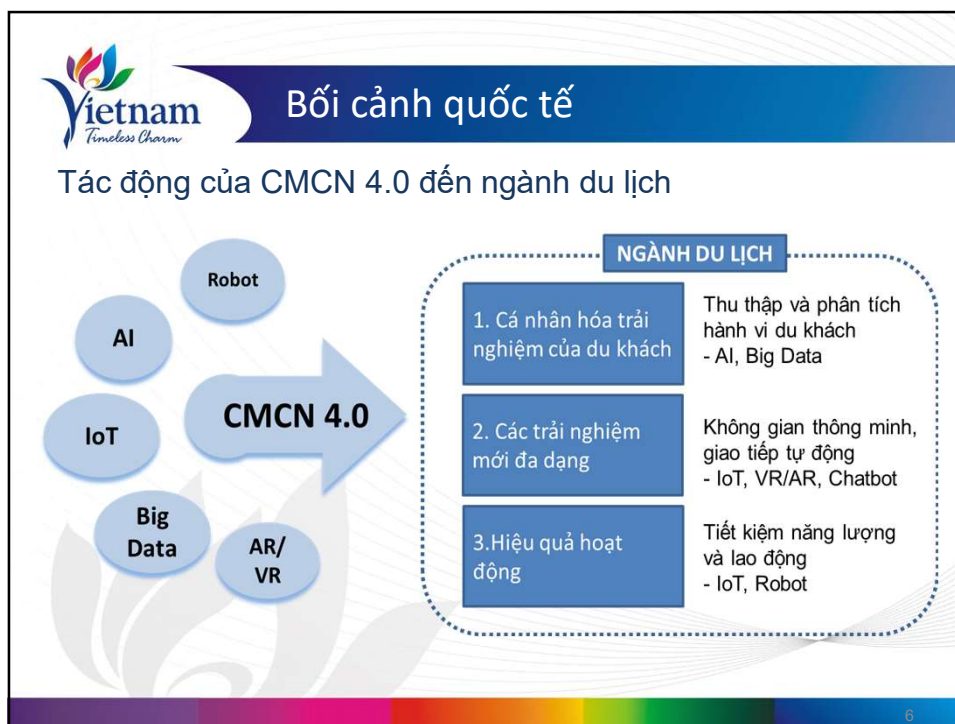 Vietnam
Timeless Charm
Bối cảnh quốc tế
Tác động của CMCN 4.0 đến ngành du lịch
Robot
AI
IoT
Big
Data
AR/
VR
CMCN 4.0
NGÀNH DU LỊCH
1. Cá nhân hóa trải
nghiệm của du khách
Thu thập và phân tích
hành vi du khách
- AI, Big Data
2. Các trải nghiệm
mới đa dạng
Không gian thông minh,
giao tiếp tự động
- IoT, VR/AR, Chatbot
3.Hiệu quả hoạt
động
Tiết kiệm năng lượng
và lao động
- IoT, Robot
6